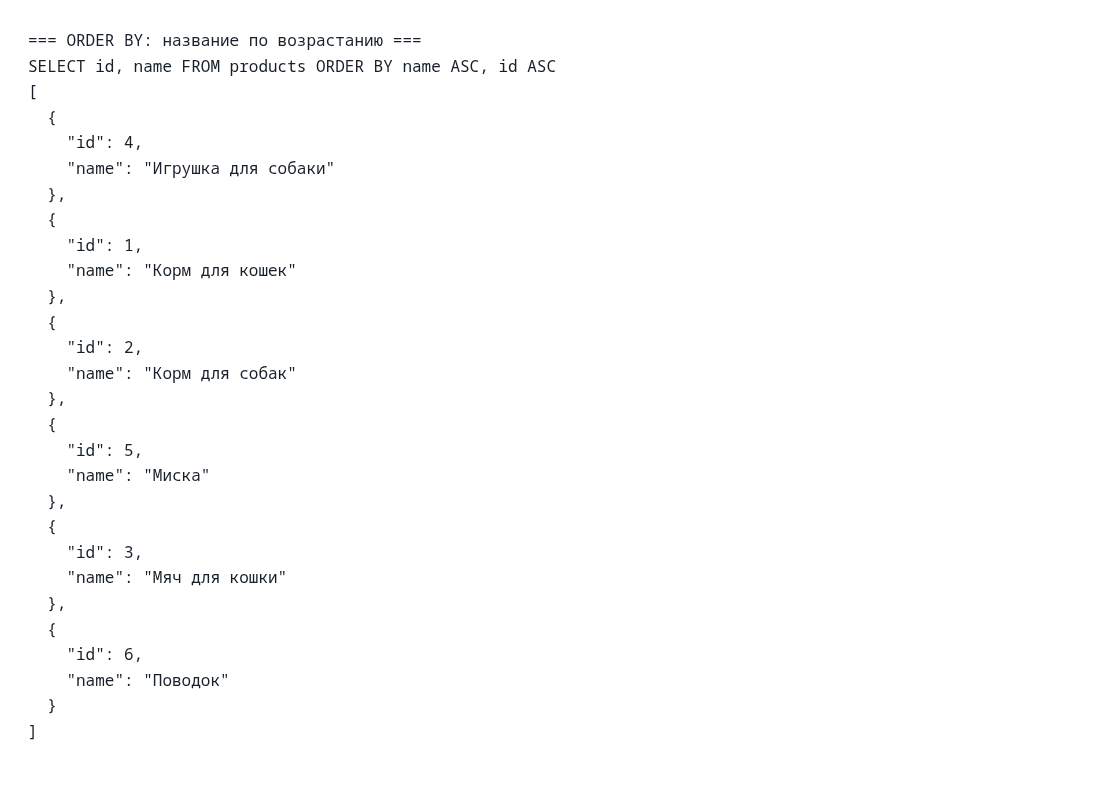 === ORDER BY: название по возрастанию ===
SELECT id, name FROM products ORDER BY name ASC, id ASC
[
  {
    "id": 4,
    "name": "Игрушка для собаки"
  },
  {
    "id": 1,
    "name": "Корм для кошек"
  },
  {
    "id": 2,
    "name": "Корм для собак"
  },
  {
    "id": 5,
    "name": "Миска"
  },
  {
    "id": 3,
    "name": "Мяч для кошки"
  },
  {
    "id": 6,
    "name": "Поводок"
  }
]